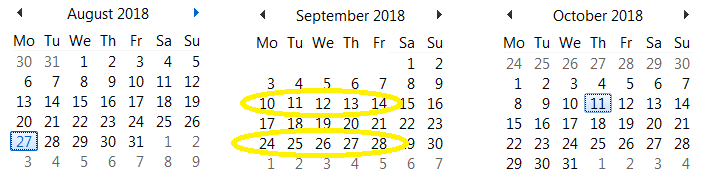 August 2018
Mo Tu We Th Fr Sa Su
30 31 1 2 3 4 5
6 7 8 9 10 11 12
13 14 15 16 17 18 19
20 21 22 23 24 25 26
27 28 29 30 31 1 2
3 4 5 6 7 8 9
September 2018
Mo Tu We Th Fr Sa Su
1 2
3 4 5 6 7 8 9
10 11 12 13 14 15 16
17 18 19 20 21 22 23
24 25 26 27 28 29 30
1 2 3 4 5 6 7
October 2018
Mo Tu We Th Fr Sa Su
24 25 26 27 28 29 30
1 2 3 4 5 6 7
8 9 10 11 12 13 14
15 16 17 18 19 20 21
22 23 24 25 26 27 28
29 30 31 1 2 3 4